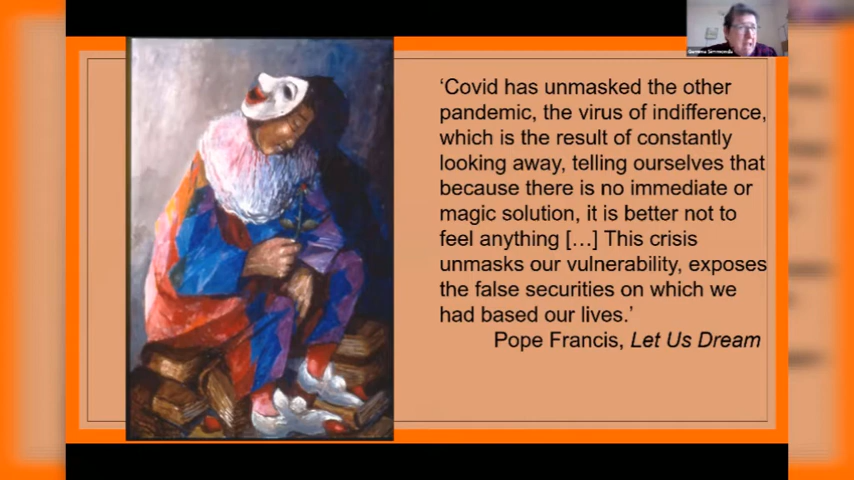 Gemma Simmonds
‘Covid has unmasked the other
pandemic, the virus of indifference,
which is the result of constantly
looking away, telling ourselves that
because there is no immediate or
magic solution, it is better not to
feel anything […] This crisis
unmasks our vulnerability, exposes
the false securities on which we
had based our lives.’
Pope Francis, Let Us Dream